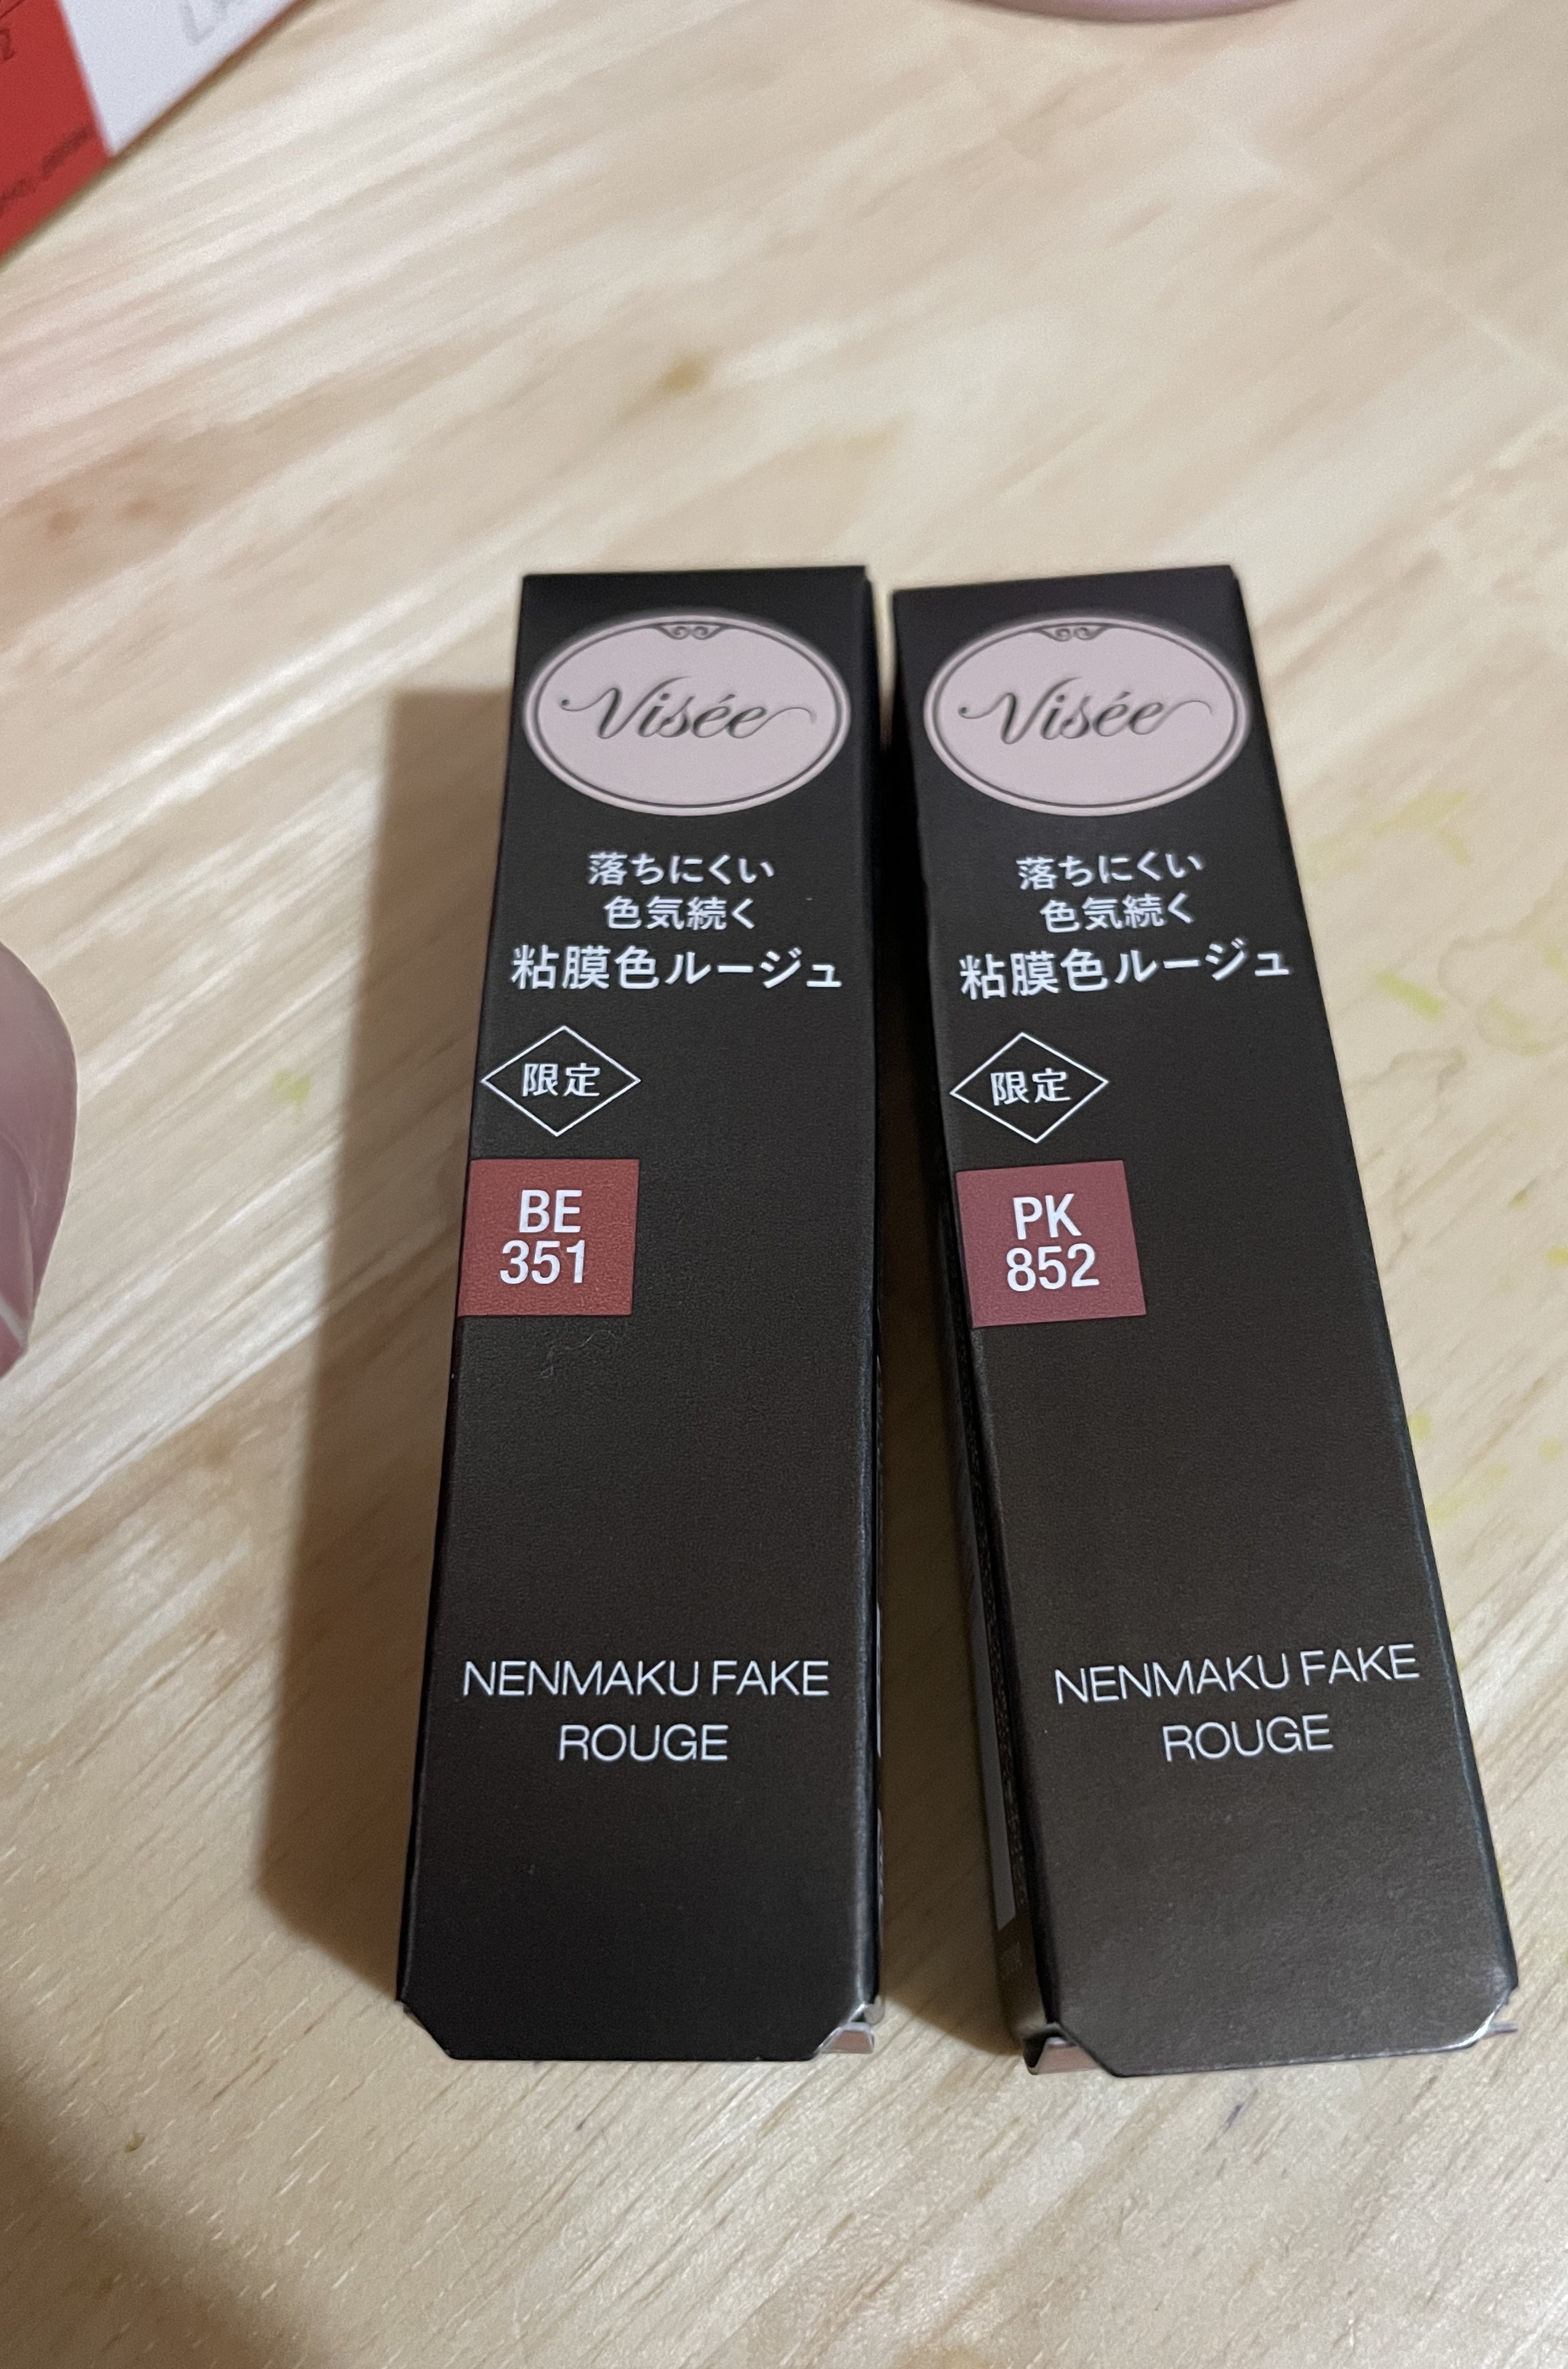 Visée
落ちにくい
色気続く
粘膜色ルージュ
限定
BE
351
NENMAKU FAKE
ROUGE
Visée
落ちにくい
色気続く
粘膜色ルージュ
限定
PK
852
NENMAKU FAKE
ROUGE